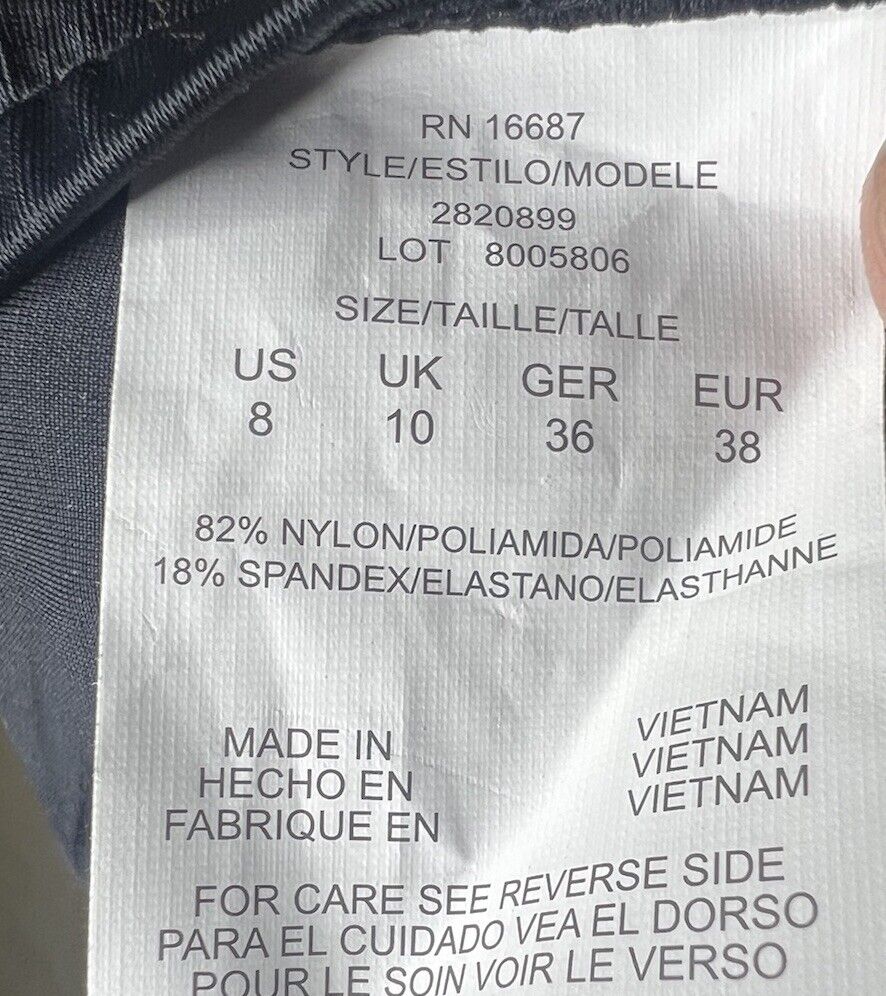 RN 16687
STYLE/ESTILO/MODELE
2820899
LOT 8005806
SIZE/TAILLE/TALLE
US UK GER EUR
8 10 36 38
82% NYLON/POLIAMIDA/POLIAMIDE
18% SPANDEX/ELASTANO/ELASTHANNE
MADE IN VIETNAM
HECHO EN VIETNAM
FABRIQUE EN VIETNAM
FOR CARE SEE REVERSE SIDE
PARA EL CUIDADO VEA EL DORSO
POUR LE SOIN VOIR LE VERSO